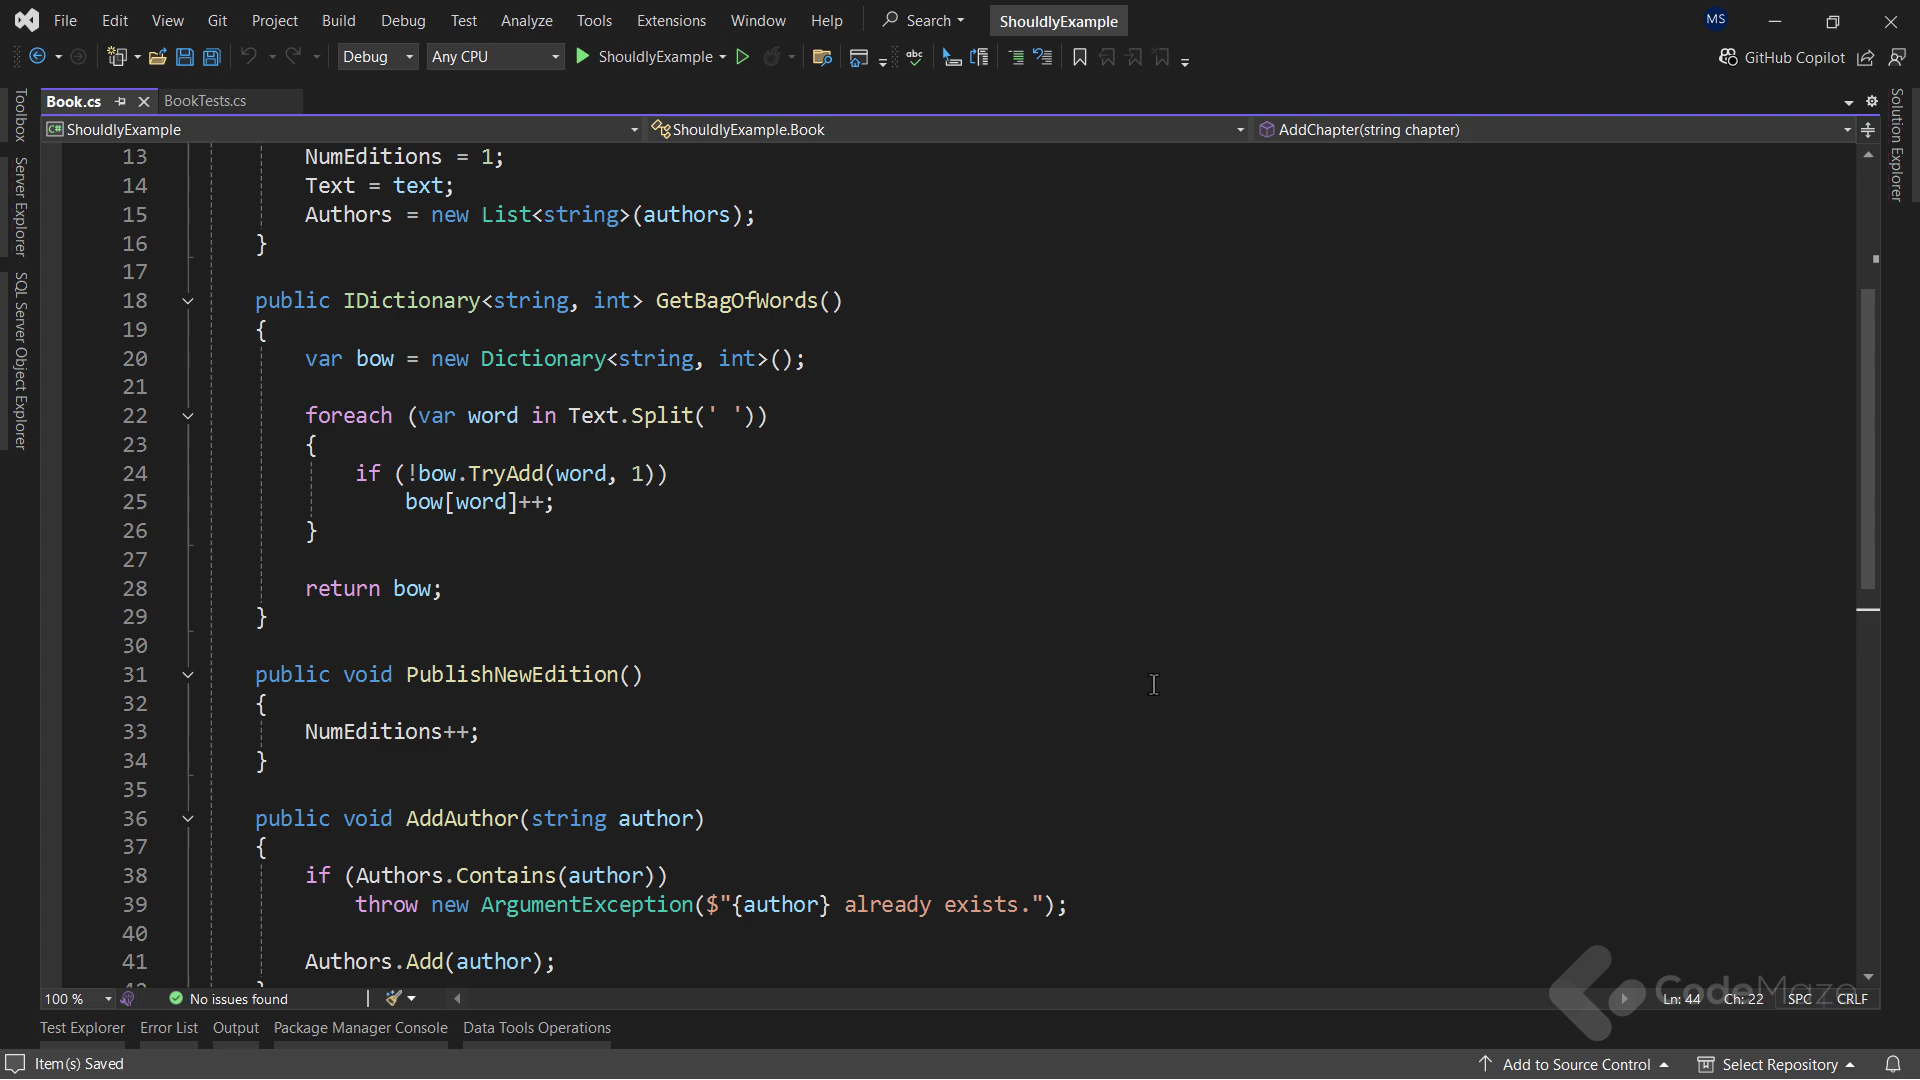 File Edit View Git Project Build Debug Test Analyze Tools Extensions Window Help Search ShouldlyExample MS
Debug Any CPU ShouldlyExample abc GitHub Copilot
Book.cs BookTests.cs
C# ShouldlyExample ShouldlyExample.Book AddChapter(string chapter)
Toolbox
Server Explorer
SQL Server Object Explorer
Solution Explorer
13 NumEditions = 1;
14 Text = text;
15 Authors = new List<string>(authors);
16 }
17
18 public IDictionary<string, int> GetBagOfWords()
19 {
20 var bow = new Dictionary<string, int>();
21
22 foreach (var word in Text.Split(' '))
23 {
24 if (!bow.TryAdd(word, 1))
25 bow[word]++;
26 }
27
28 return bow;
29 }
30
31 public void PublishNewEdition()
32 {
33 NumEditions++;
34 }
35
36 public void AddAuthor(string author)
37 {
38 if (Authors.Contains(author))
39 throw new ArgumentException($"{author} already exists.");
40
41 Authors.Add(author);
CodeMaze
100 % No issues found Ln: 44 Ch: 22 SPC CRLF
Test Explorer Error List Output Package Manager Console Data Tools Operations
Item(s) Saved Add to Source Control Select Repository